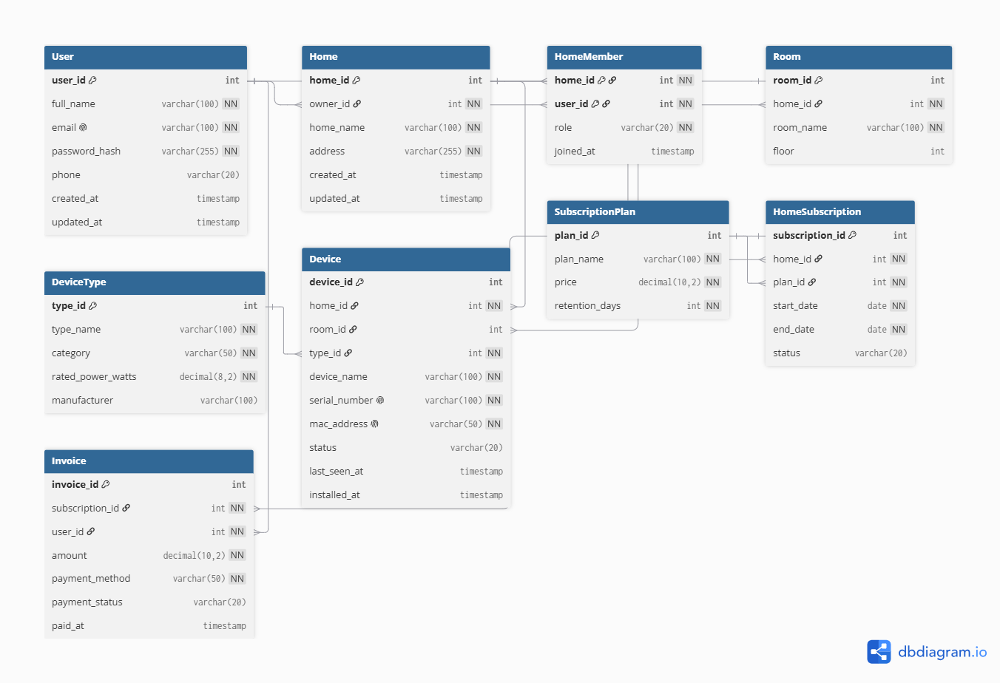 User
user_id int
full_name varchar(100) NN
email varchar(100) NN
password_hash varchar(255) NN
phone varchar(20)
created_at timestamp
updated_at timestamp
Home
home_id int
owner_id int NN
home_name varchar(100) NN
address varchar(255) NN
created_at timestamp
updated_at timestamp
HomeMember
home_id int NN
user_id int NN
role varchar(20) NN
joined_at timestamp
Room
room_id int
home_id int NN
room_name varchar(100) NN
floor int
SubscriptionPlan
plan_id int
plan_name varchar(100) NN
price decimal(10,2) NN
retention_days int NN
HomeSubscription
subscription_id int
home_id int NN
plan_id int NN
start_date date NN
end_date date NN
status varchar(20)
DeviceType
type_id int
type_name varchar(100) NN
category varchar(50) NN
rated_power_watts decimal(8,2) NN
manufacturer varchar(100)
Device
device_id int
home_id int NN
room_id int
type_id int NN
device_name varchar(100) NN
serial_number varchar(100) NN
mac_address varchar(50) NN
status varchar(20)
last_seen_at timestamp
installed_at timestamp
Invoice
invoice_id int
subscription_id int NN
user_id int NN
amount decimal(10,2) NN
payment_method varchar(50) NN
payment_status varchar(20)
paid_at timestamp
dbdiagram.io